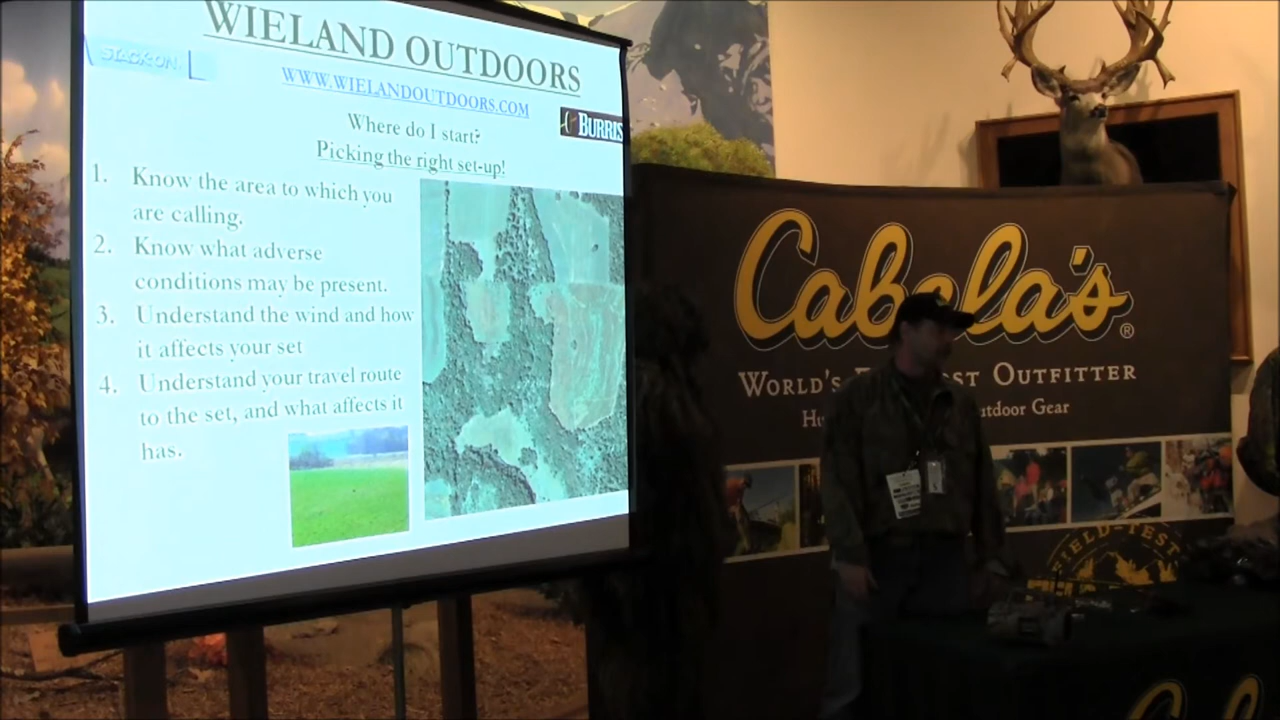 WIELAND OUTDOORS
STACK-ON
WWW.WIELANDOUTDOORS.COM
BURRIS
Where do I start?
Picking the right set-up!
1. Know the area to which you
are calling.
2. Know what adverse
conditions may be present.
3. Understand the wind and how
it affects your set
4. Understand your travel route
to the set, and what affects it
has.
Cabela's®
WORLD'S OUTFITTER
Outdoor Gear
FIELD-TEST
Cabel